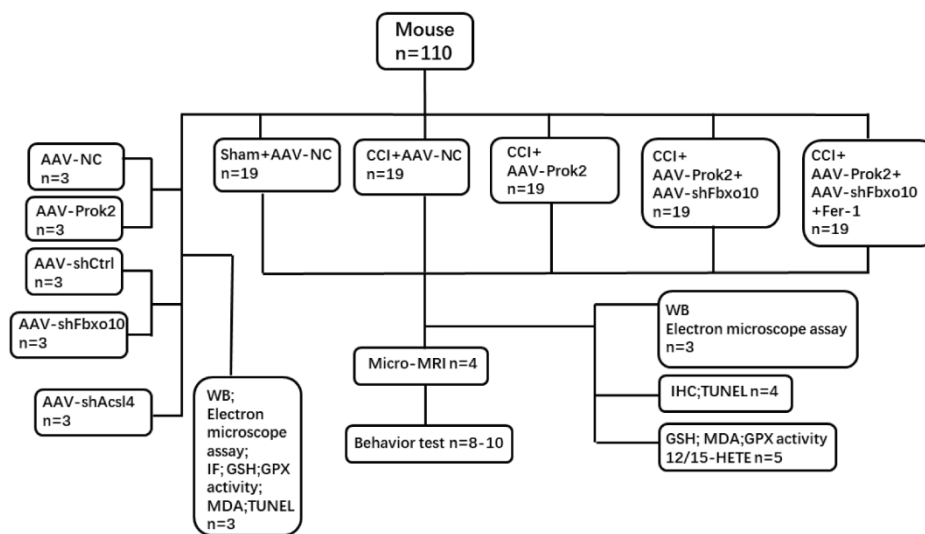 Mouse
n=110
AAV-NC
n=3
AAV-Prok2
n=3
AAV-shCtrl
n=3
AAV-shFbxo10
n=3
AAV-shAcsl4
n=3
WB;
Electron
microscope
assay;
IF; GSH;GPX
activity;
MDA;TUNEL
n=3
Sham+AAV-NC
n=19
CCI+AAV-NC
n=19
CCI+
AAV-Prok2
n=19
CCI+
AAV-Prok2+
AAV-shFbxo10
n=19
CCI+
AAV-Prok2+
AAV-shFbxo10
+Fer-1
n=19
Micro-MRI n=4
Behavior test n=8-10
WB
Electron microscope assay
n=3
IHC;TUNEL n=4
GSH; MDA;GPX activity
12/15-HETE n=5